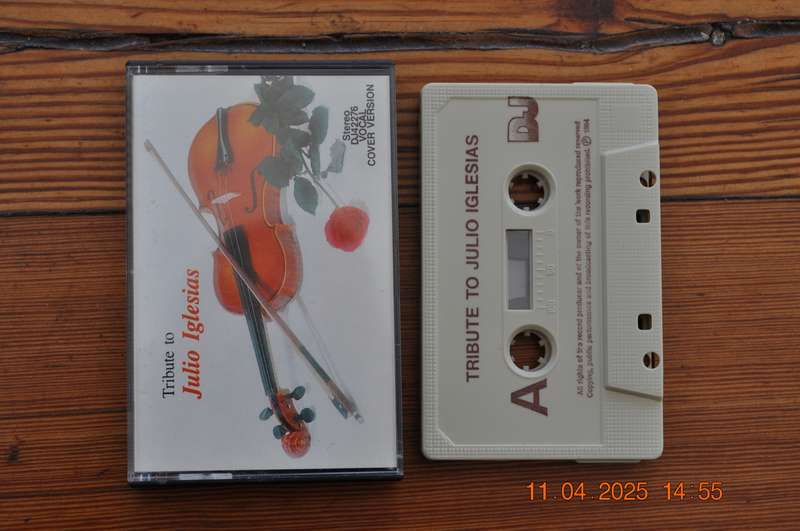 Tribute to
Julio Iglesias
Stereo
DJ42276
VOCAL
COVER VERSION
TRIBUTE TO JULIO IGLESIAS
DJ
A
All rights of the record producer and of the owner of the work reproduced reserved
Copying, public performance and broadcasting of this recording prohibited. ℗ 1984
11.04.2025 14:55